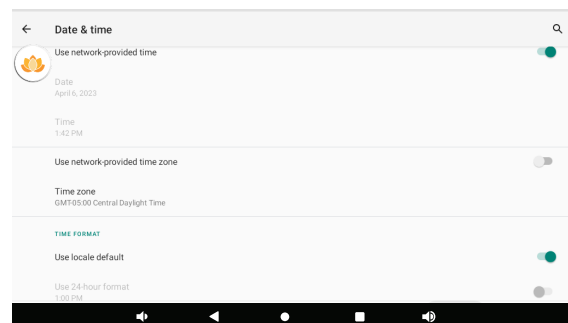 Date & time
Use network-provided time
Date
April 6, 2023
Time
1:42 PM
Use network-provided time zone
Time zone
GMT-05:00 Central Daylight Time
TIME FORMAT
Use locale default
Use 24-hour format
1:00 PM